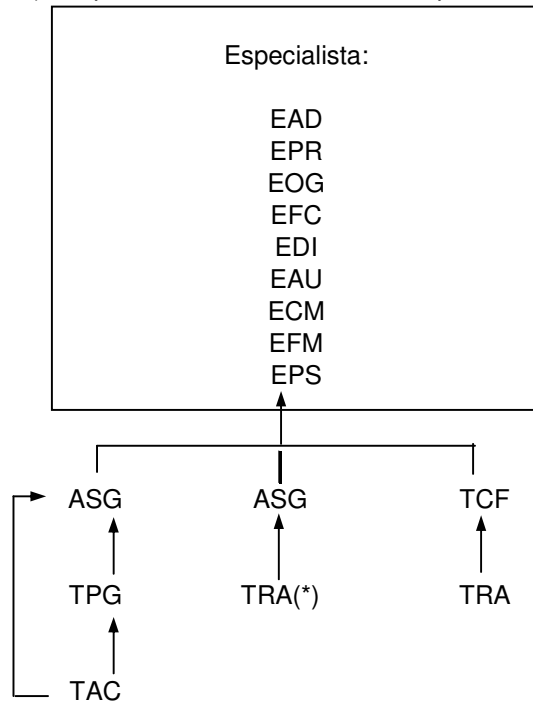 Especialista:
EAD
EPR
EOG
EFC
EDI
EAU
ECM
EFM
EPS
ASG ASG TCF
TPG TRA(*) TRA
TAC